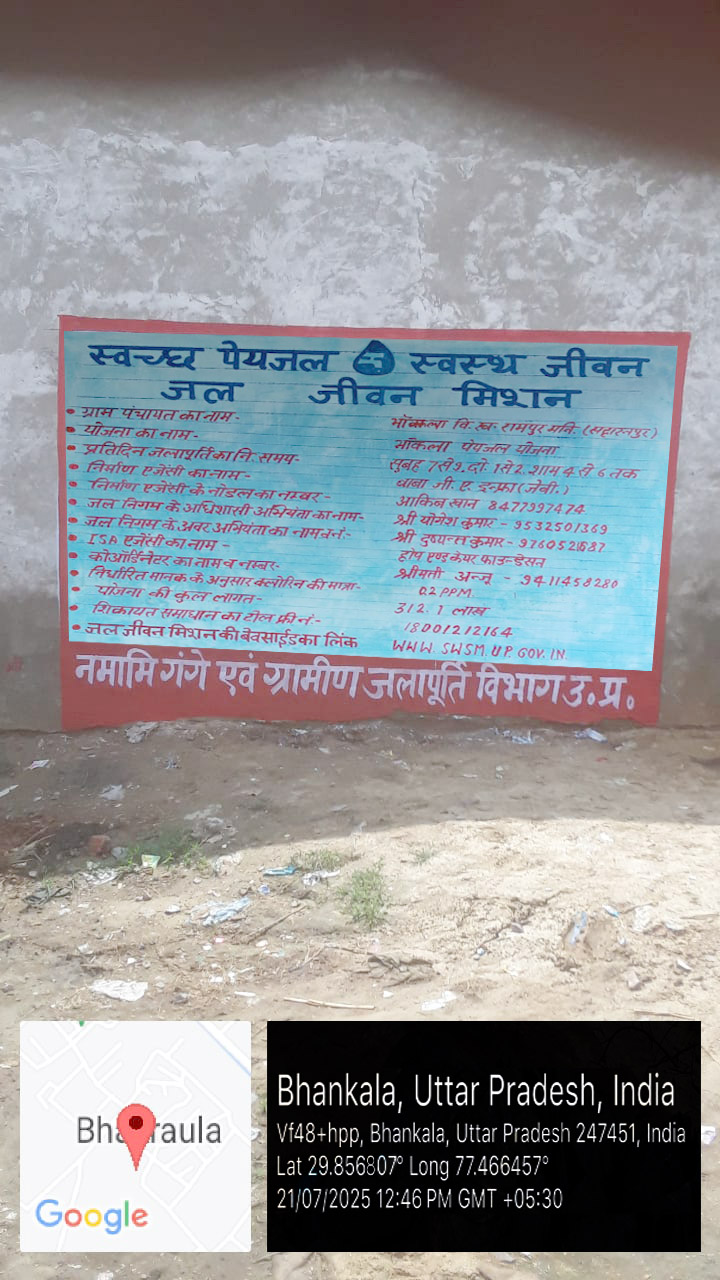 स्वच्छ पेयजल स्वस्थ जीवन
जल जीवन मिशन
• ग्राम पंचायत का नाम- भॉकला वि. ख. रामपुर मनि. (सहारनपुर)
• योजना का नाम- भॉकला पेयजल योजना
• प्रतिदिन जलापूर्ति का नि. समय- सुबह 7 से 9. दो. 1 से 2. शाम 4 से 6 तक
• निर्माण एजेंसी का नाम- बाबा जी. ए. इन्फ्रा (जेवी.)
• निर्माण एजेंसी के नोडल का नम्बर- आकिब खान 8477997474
• जल निगम के अधिशासी अभियंता का नाम- श्री योगेश कुमार - 9532501369
• जल निगम के अवर अभियंता का नाम व नं:- श्री दुष्यन्त कुमार - 9760521687
• ISA एजेंसी का नाम - होप एण्ड केयर फाउन्डेसन
• कोऑर्डिनेटर का नाम व नम्बर- श्रीमती अन्जू - 9411458280
• निर्धारित मानक के अनुसार क्लोरिन की मात्रा- 0.2 PPM.
• योजना की कुल लागत- 312.1 लाख
• शिकायत समाधान का टोल फ्री नं:- 18001212164
• जल जीवन मिशन की बेवसाईड का लिंक WWW. SWSM. UP. GOV. IN.
नमामि गंगे एवं ग्रामीण जलापूर्ति विभाग उ.प्र.
Google
Bhankala, Uttar Pradesh, India
Vf48+hpp, Bhankala, Uttar Pradesh 247451, India
Lat 29.856807° Long 77.466457°
21/07/2025 12:46 PM GMT +05:30